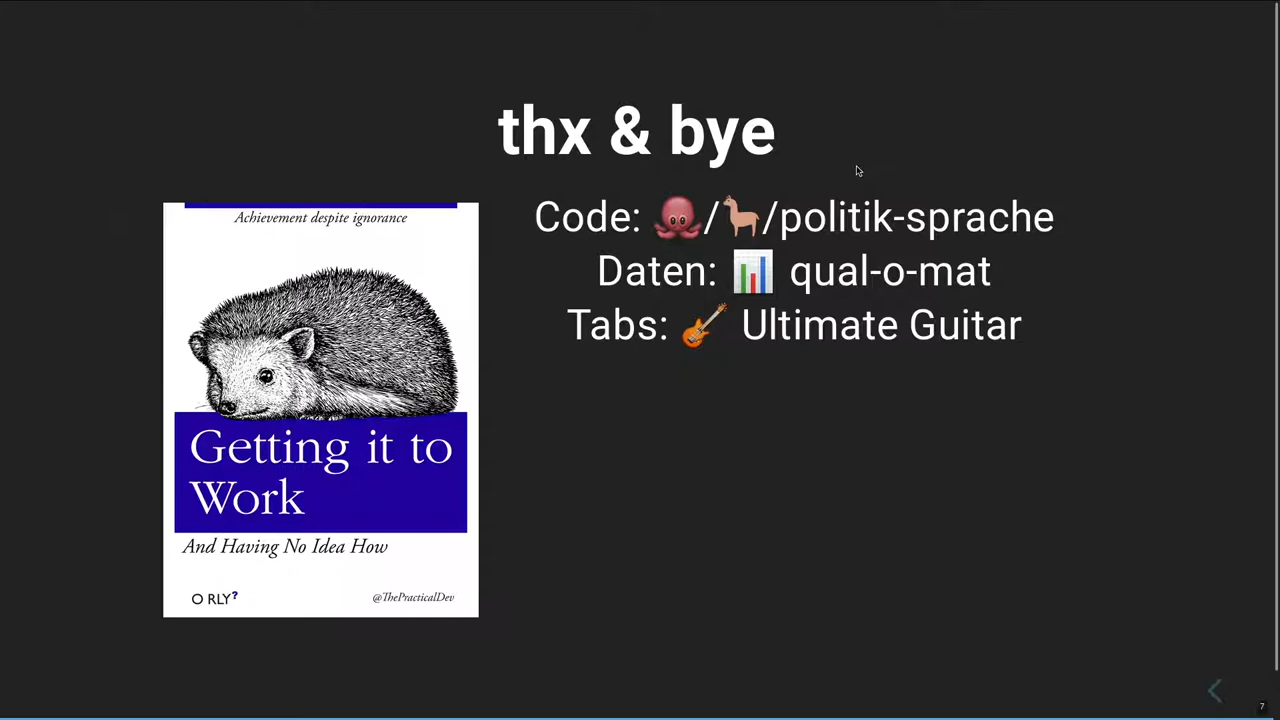 thx & bye
Achievement despite ignorance
Getting it to
Work
And Having No Idea How
O RLY?
@ThePracticalDev
Code: 🐙/🦙/politik-sprache
Daten: 📊 qual-o-mat
Tabs: 🎸 Ultimate Guitar
7